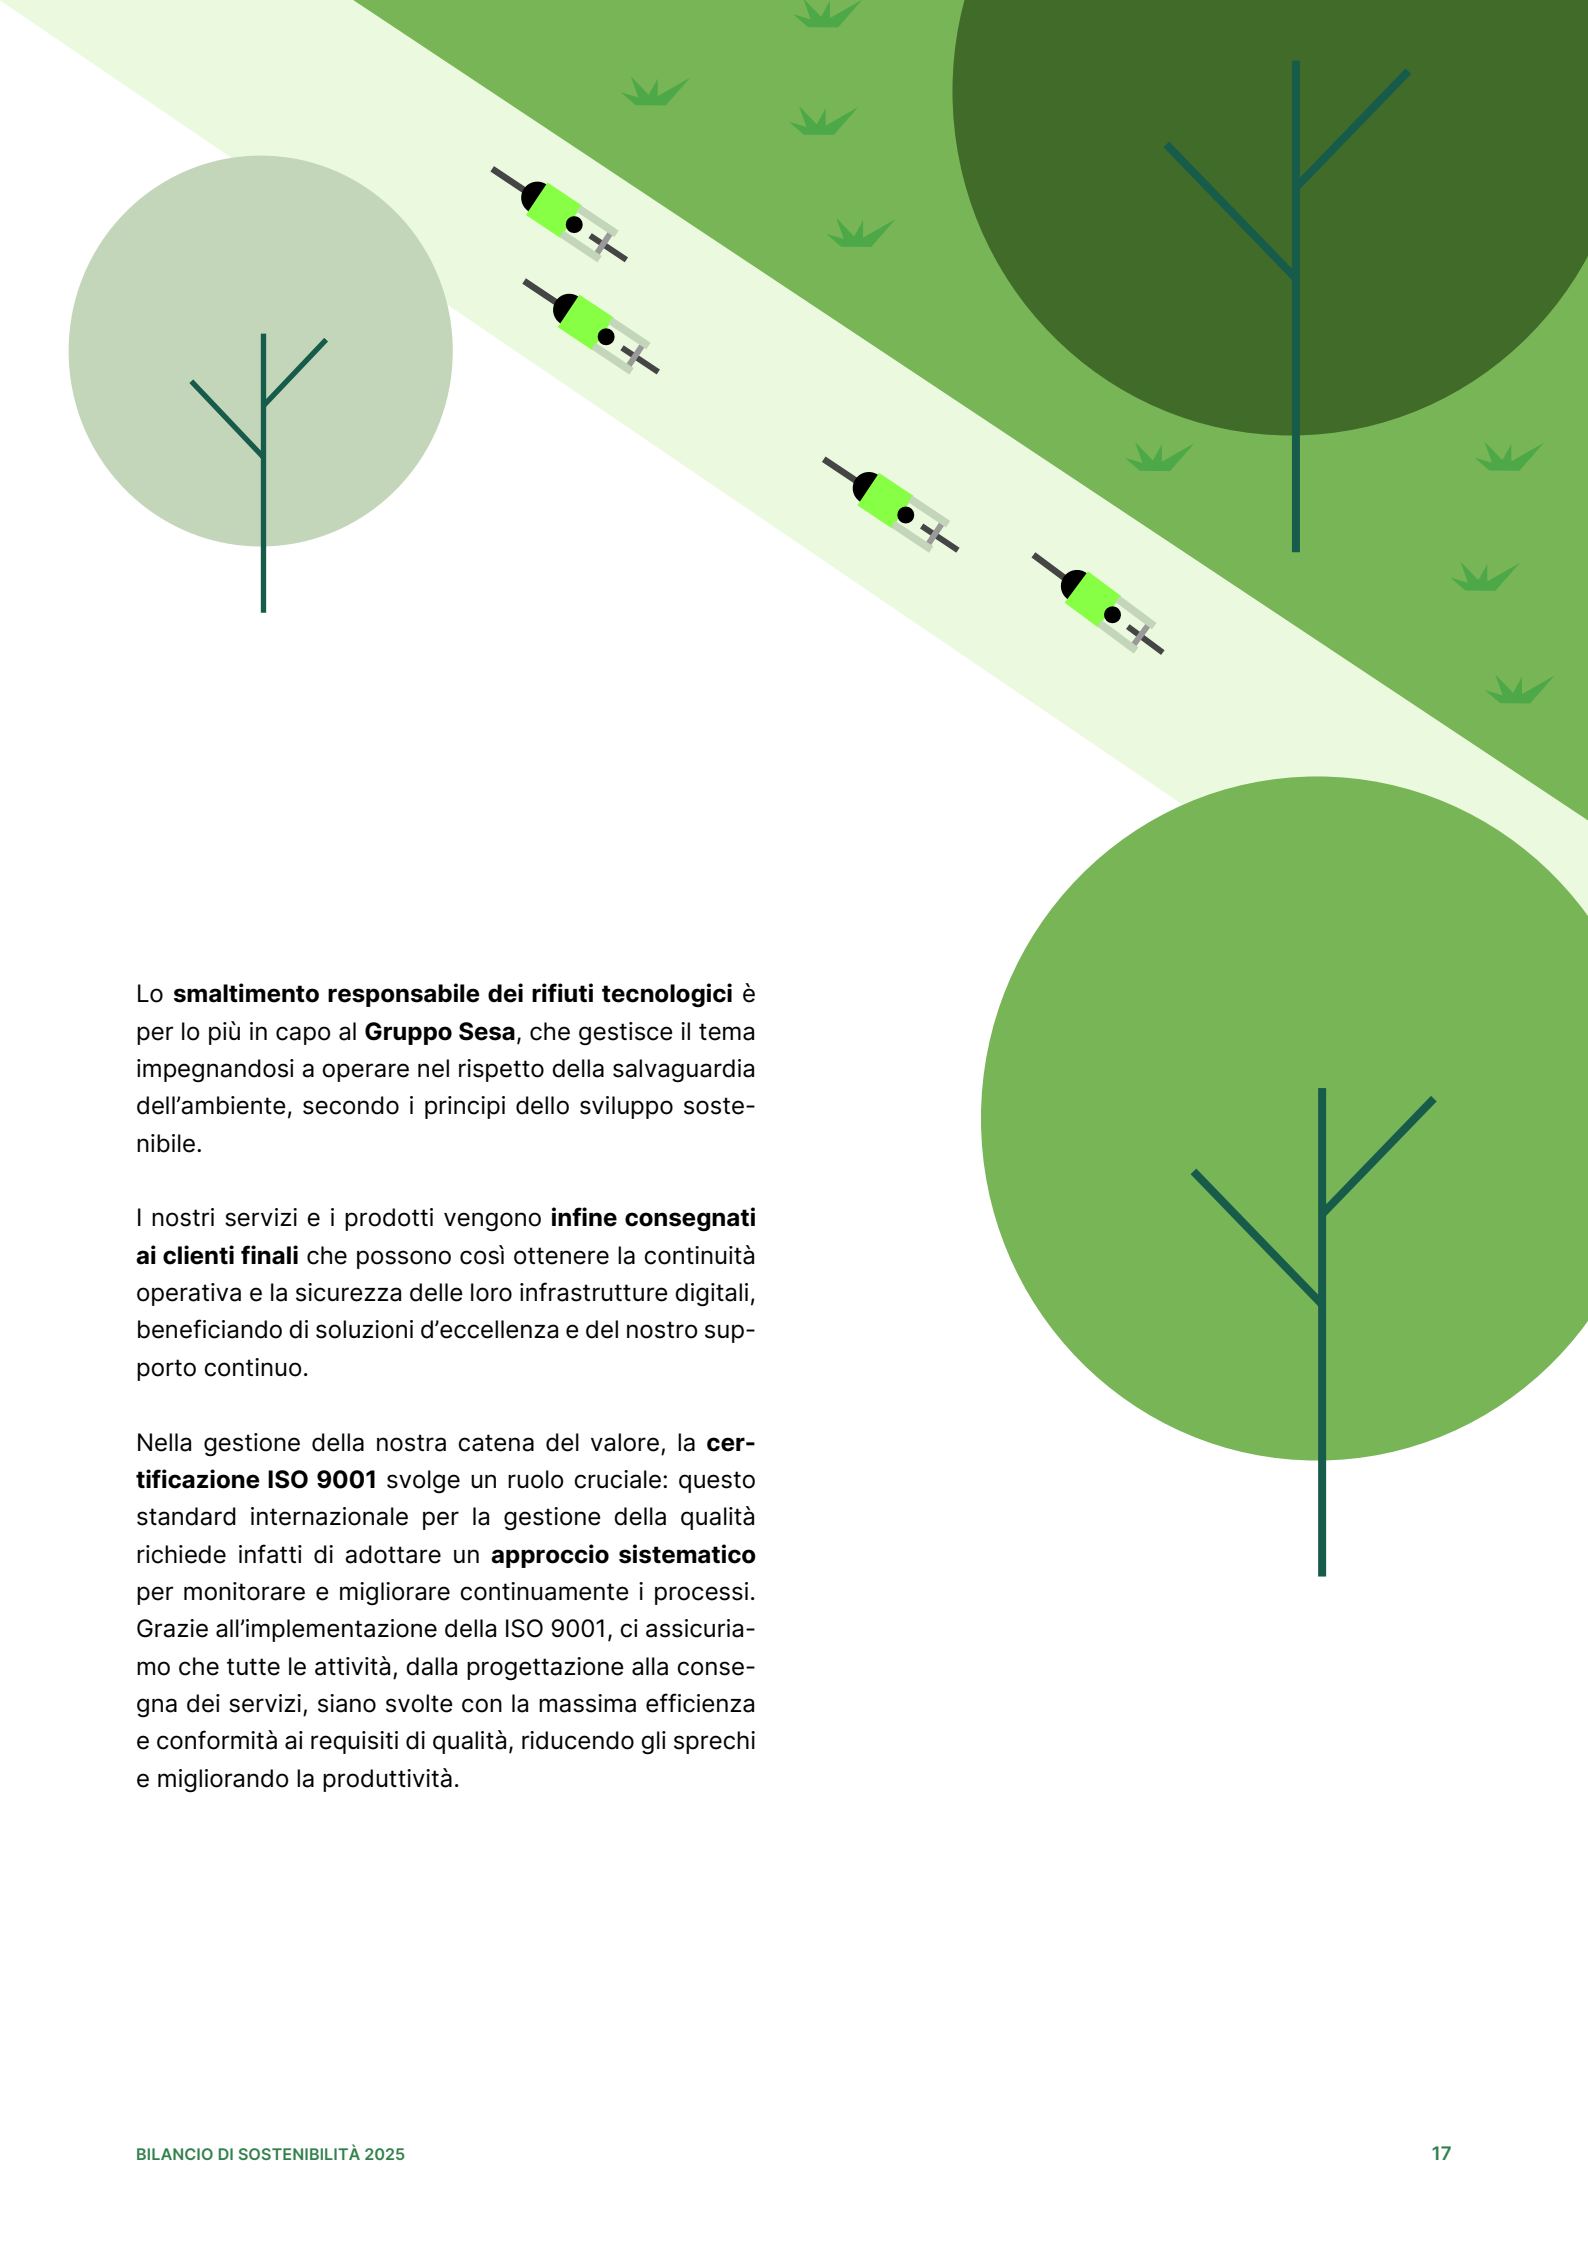 Lo smaltimento responsabile dei rifiuti tecnologici è
per lo più in capo al Gruppo Sesa, che gestisce il tema
impegnandosi a operare nel rispetto della salvaguardia
dell’ambiente, secondo i principi dello sviluppo soste-
nibile.
I nostri servizi e i prodotti vengono infine consegnati
ai clienti finali che possono così ottenere la continuità
operativa e la sicurezza delle loro infrastrutture digitali,
beneficiando di soluzioni d’eccellenza e del nostro sup-
porto continuo.
Nella gestione della nostra catena del valore, la cer-
tificazione ISO 9001 svolge un ruolo cruciale: questo
standard internazionale per la gestione della qualità
richiede infatti di adottare un approccio sistematico
per monitorare e migliorare continuamente i processi.
Grazie all’implementazione della ISO 9001, ci assicuria-
mo che tutte le attività, dalla progettazione alla conse-
gna dei servizi, siano svolte con la massima efficienza
e conformità ai requisiti di qualità, riducendo gli sprechi
e migliorando la produttività.
BILANCIO DI SOSTENIBILITÀ 2025
17